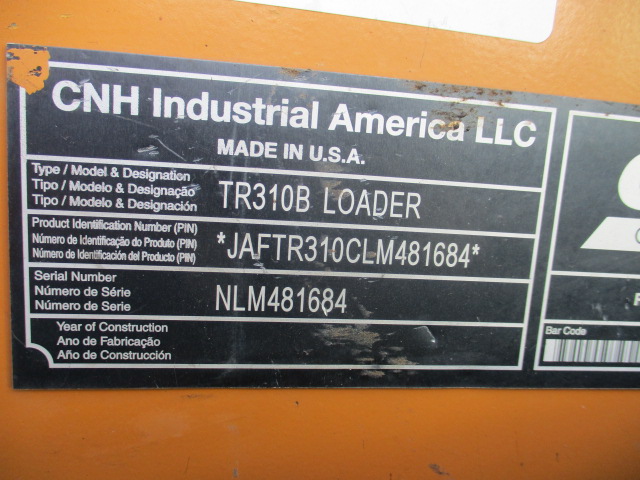 CNH Industrial America LLC
MADE IN U.S.A.
Type / Model & Designation
Tipo / Modelo & Designação
Tipo / Modelo & Designación
TR310B LOADER
Product Identification Number (PIN)
Número de Identificação do Produto (PIN)
Número de Identificación del Producto (PIN)
*JAFTR310CLM481684*
Serial Number
Número de Série
Número de Serie
NLM481684
Year of Construction
Ano de Fabricação
Año de Construcción
Bar Code